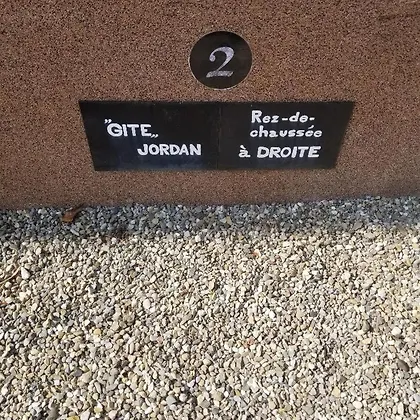 2
"GITE„
JORDAN
Rez-de-
chaussée
à DROITE